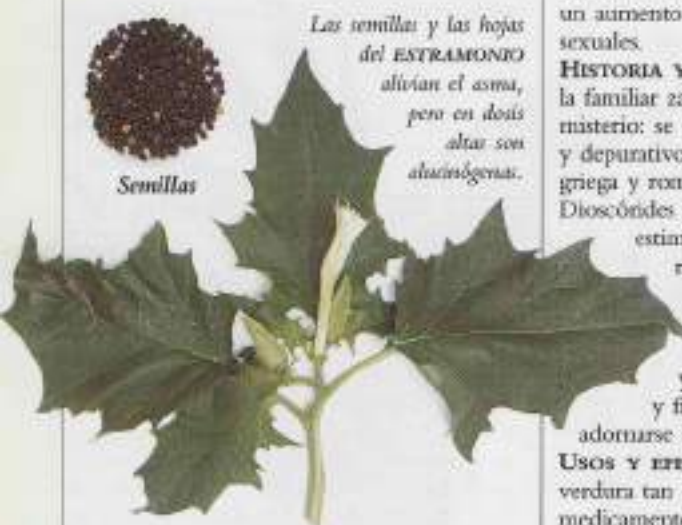 Las semillas y las hojas
del ESTRAMONIO
alivian el asma,
pero en dosis
altas son
alucinógenas.
Semillas
un aumento
sexuales.
HISTORIA Y
la familiar
misterio: se
y depurativo
griega y rom
Dioscórides
estim
y
y f
adornarse
USOS Y EFE
verdura tan
medicamento